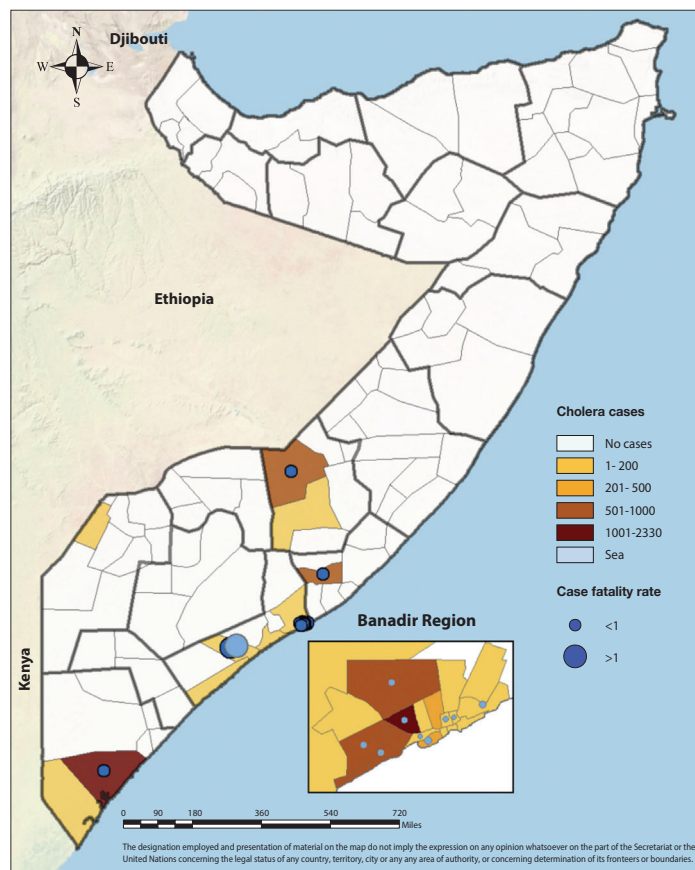 Djibouti
N
W
E
S
Ethiopia
Kenya
Cholera cases
No cases
1- 200
201- 500
501-1000
1001-2330
Sea
Case fatality rate
<1
>1
Banadir Region
0 90 180 360 540 720
Miles
The designation employed and presentation of material on the map do not imply the expression on any opinion whatsoever on the part of the Secretariat or the
United Nations concerning the legal status of any country, territory, city or any any area of authority, or concerning determination of its fronteers or boundaries.